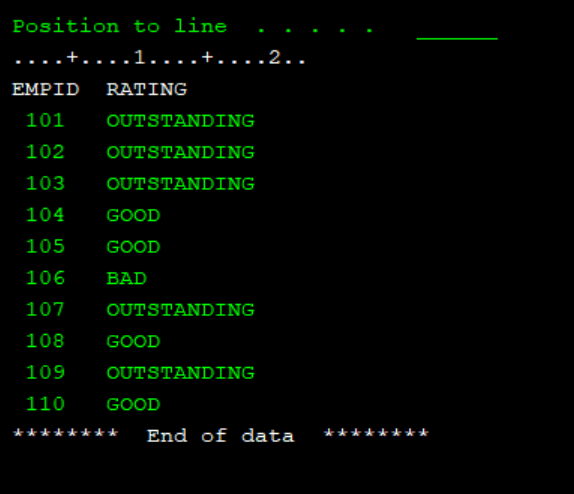 Position to line . . . . . ______
....+....1....+....2..
EMPID RATING
101 OUTSTANDING
102 OUTSTANDING
103 OUTSTANDING
104 GOOD
105 GOOD
106 BAD
107 OUTSTANDING
108 GOOD
109 OUTSTANDING
110 GOOD
******** End of data ********